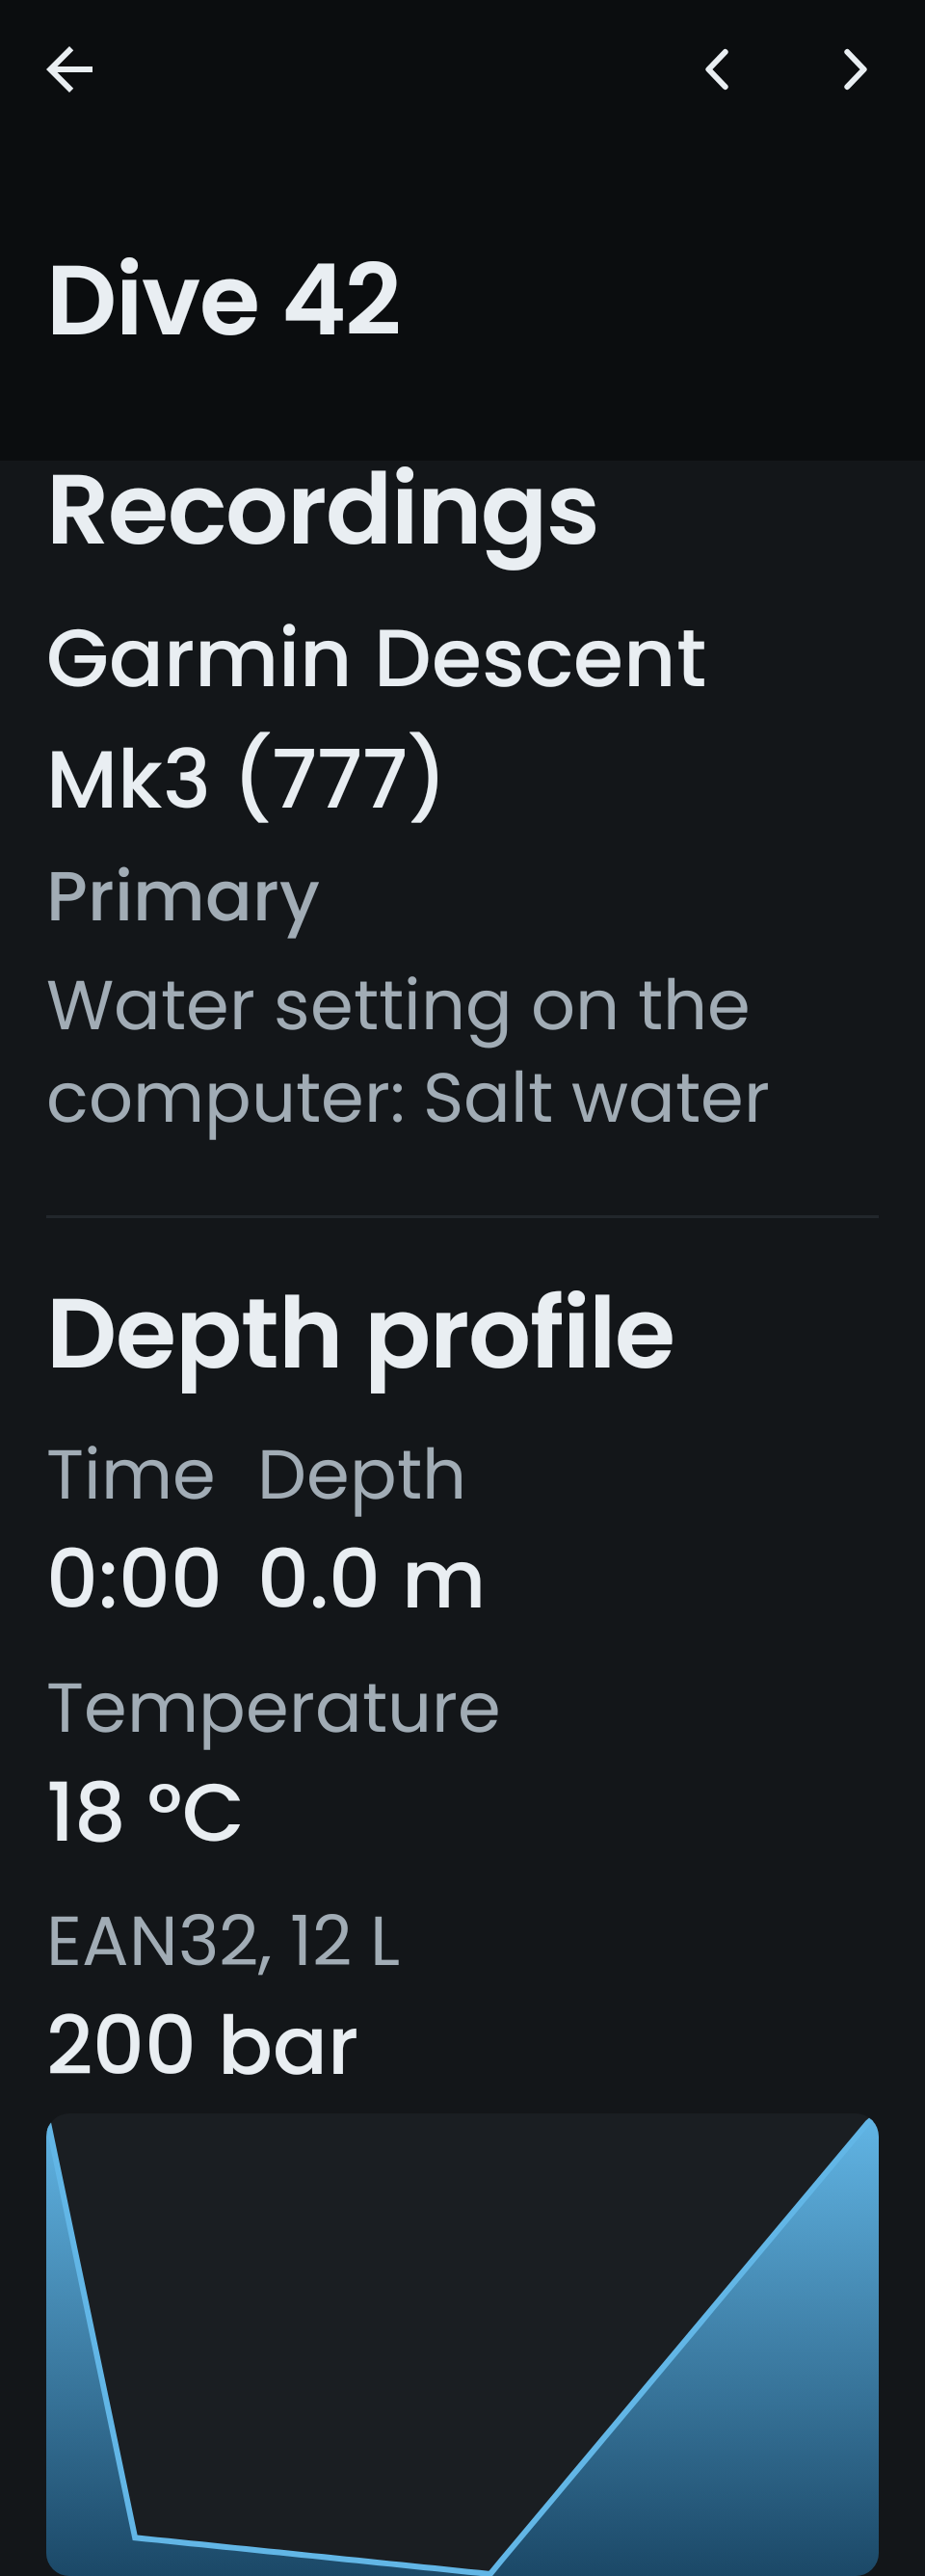 Dive 42
Recordings
Garmin Descent
Mk3 (777)
Primary
Water setting on the
computer: Salt water
Depth profile
Time Depth
0:00 0.0 m
Temperature
18 °C
EAN32, 12 L
200 bar